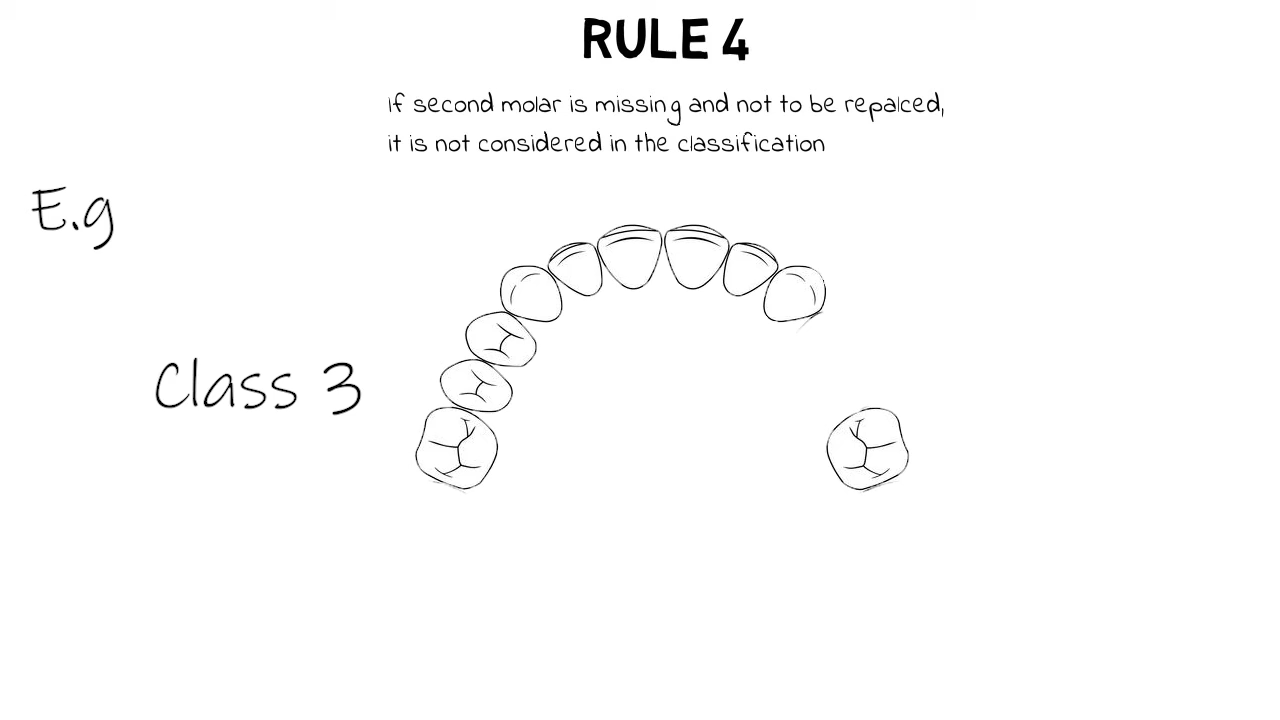 RULE 4
If second molar is missing and not to be repalced,
it is not considered in the classification
E.g
Class 3